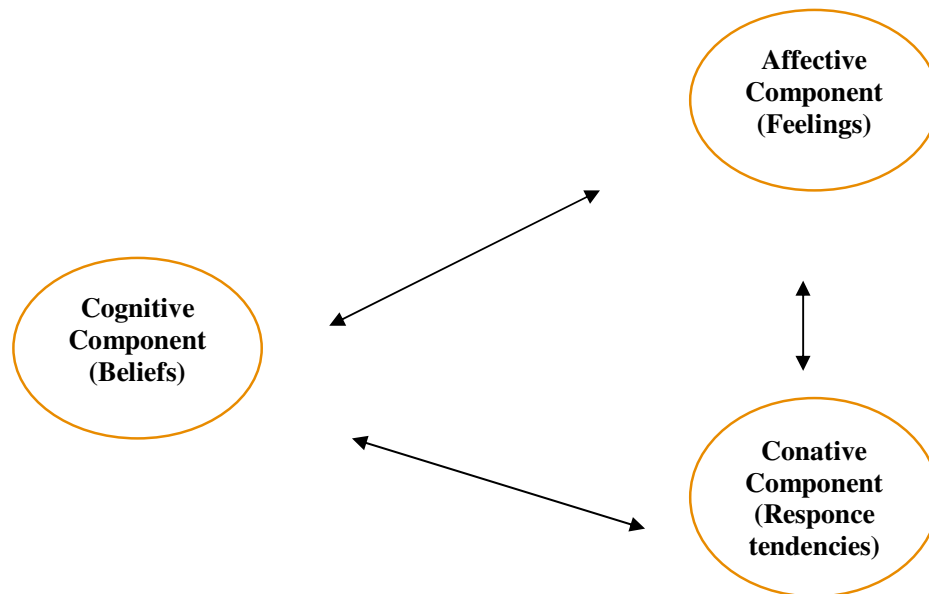 Affective
Component
(Feelings)
Cognitive
Component
(Beliefs)
Conative
Component
(Responce
tendencies)